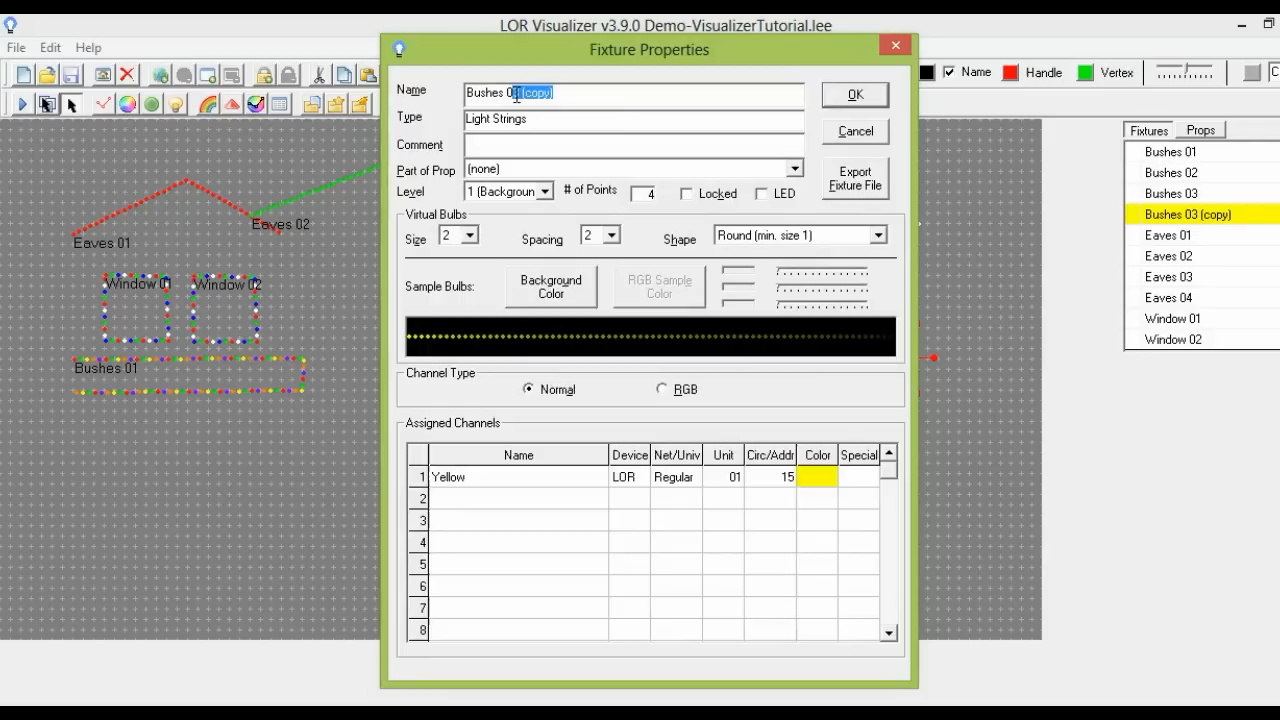 LOR Visualizer v3.9.0 Demo-VisualizerTutorial.lee
File Edit Help
Name Handle Vertex C
Fixture Properties
Name Bushes 03 (copy) OK
Type Light Strings
Comment Cancel
Part of Prop (none)
Level 1 (Backgroun # of Points 4 Locked LED
Export Fixture File
Virtual Bulbs
Size 2 Spacing 2 Shape Round (min. size 1)
Sample Bulbs: Background Color RGB Sample Color
Channel Type
Normal RGB
Assigned Channels
Name Device Net/Univ Unit Circ/Addr Color Special
1 Yellow LOR Regular 01 15
2
3
4
5
6
7
8
Eaves 01
Eaves 02
Window 01
Window 02
Bushes 01
Fixtures Props
Bushes 01
Bushes 02
Bushes 03
Bushes 03 (copy)
Eaves 01
Eaves 02
Eaves 03
Eaves 04
Window 01
Window 02